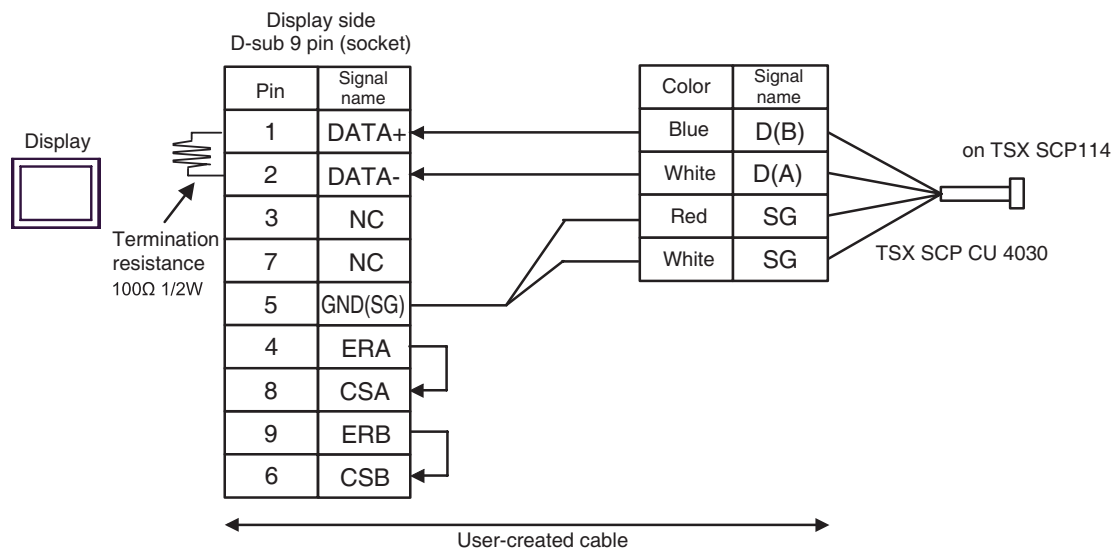 Display side
D-sub 9 pin (socket)
Display
Termination
resistance
100Ω 1/2W
Pin Signal name
1 DATA+
2 DATA-
3 NC
7 NC
5 GND(SG)
4 ERA
8 CSA
9 ERB
6 CSB
Color Signal name
Blue D(B)
White D(A)
Red SG
White SG
on TSX SCP114
TSX SCP CU 4030
User-created cable